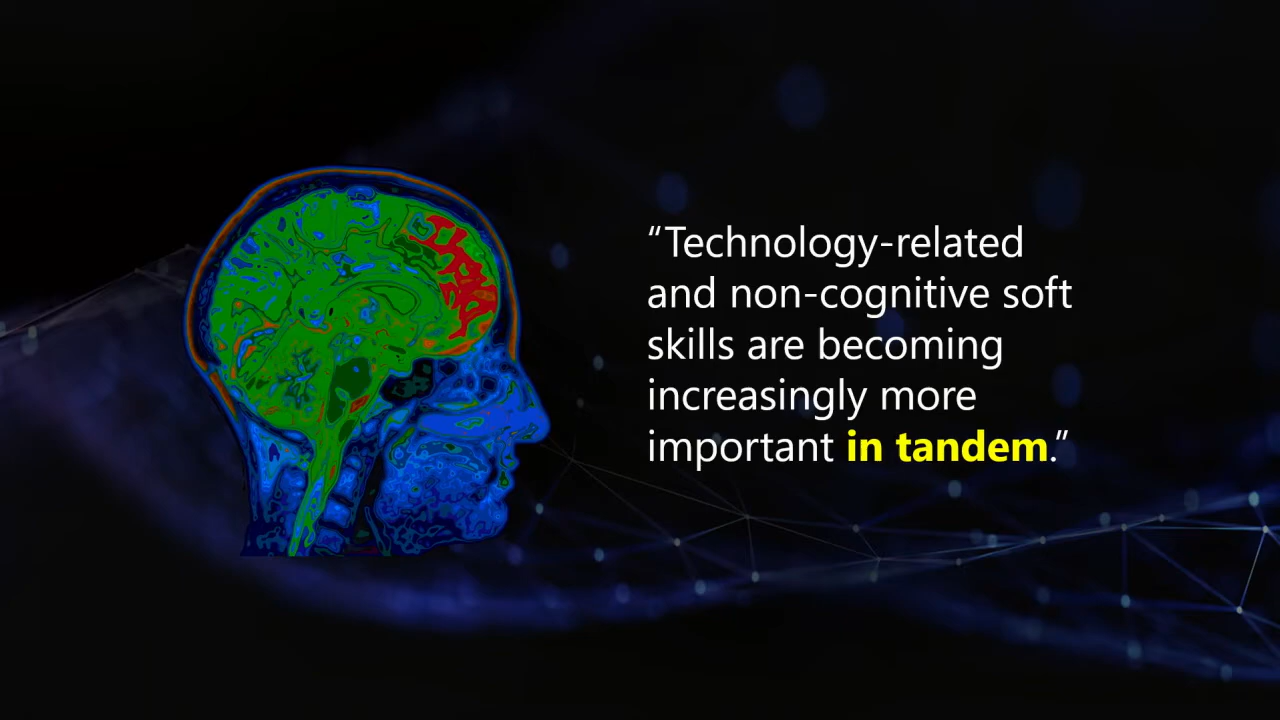 “Technology-related
and non-cognitive soft
skills are becoming
increasingly more
important in tandem.”